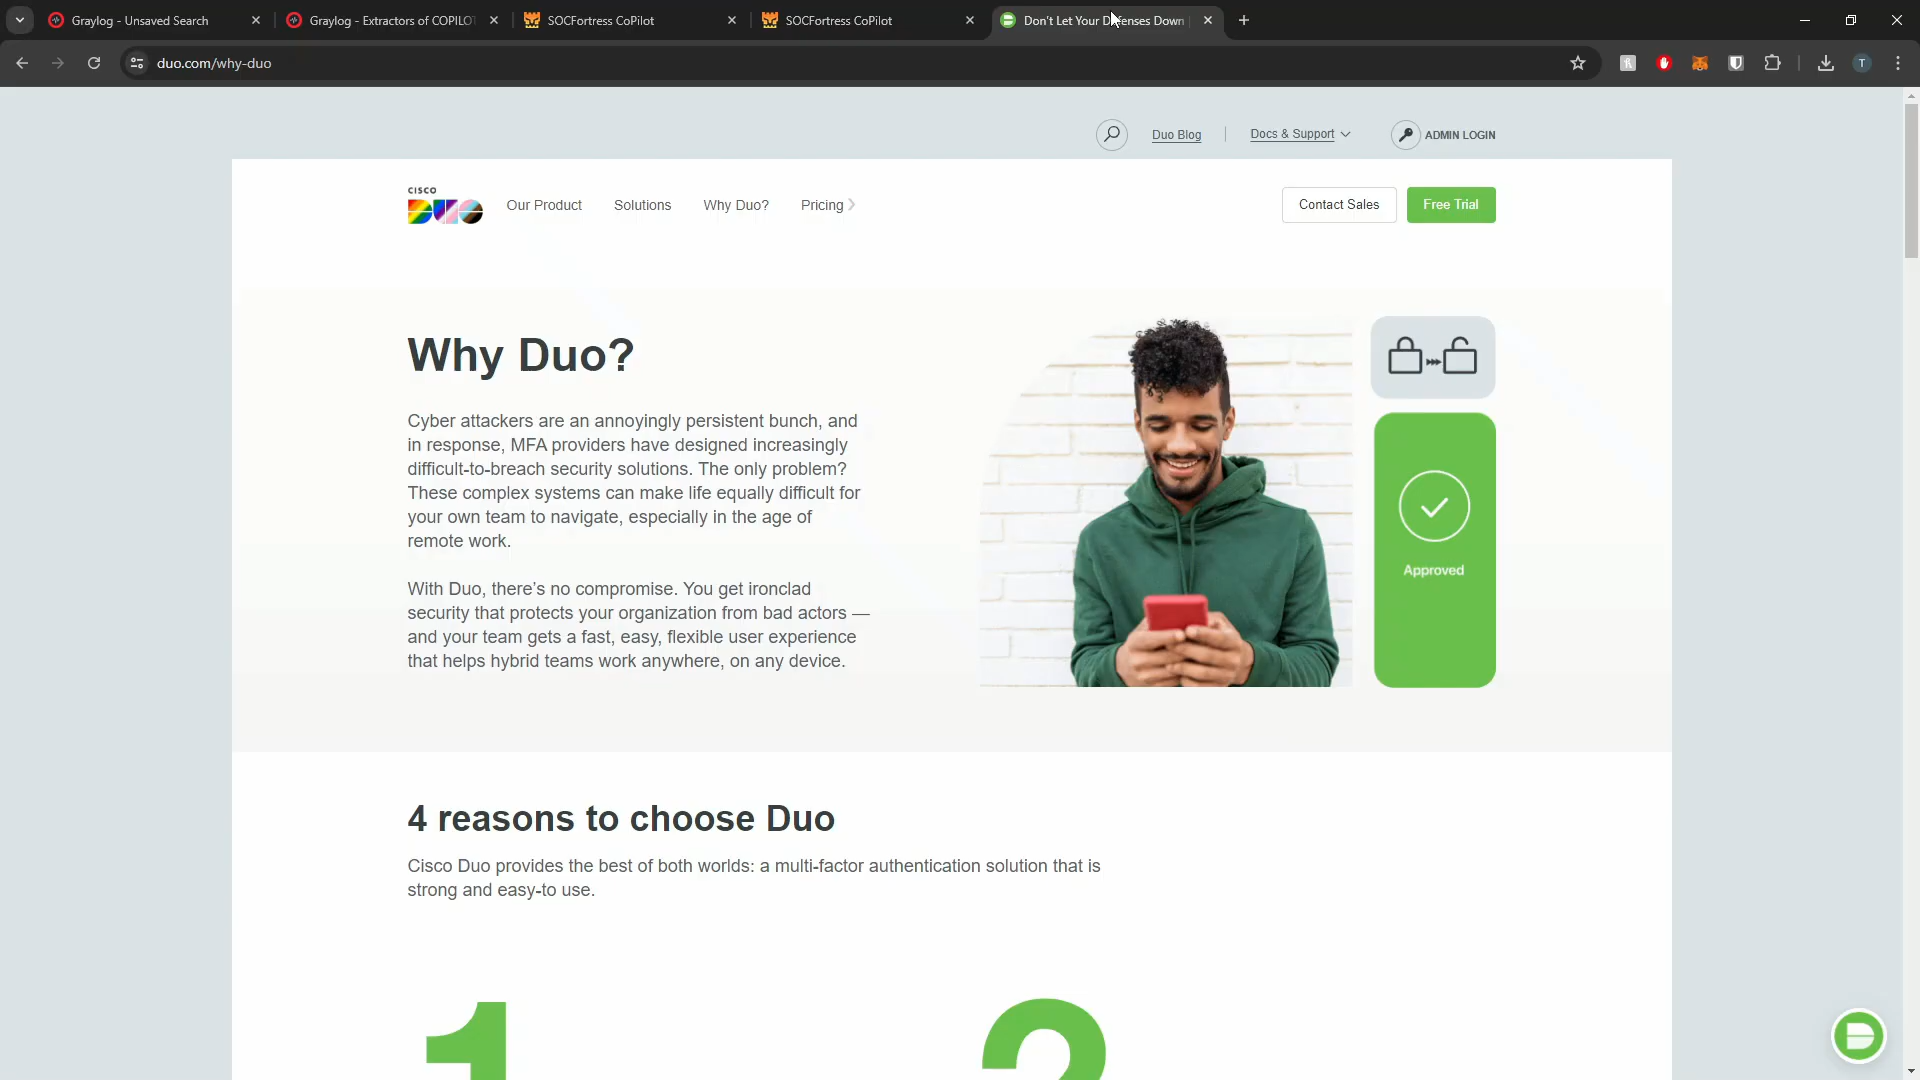 Graylog - Unsaved Search
Graylog - Extractors of COPILOT
SOCFortress CoPilot
SOCFortress CoPilot
Don't Let Your Defenses Down
duo.com/why-duo
T
Duo Blog
Docs & Support
ADMIN LOGIN
CISCO
DUO
Our Product
Solutions
Why Duo?
Pricing
Contact Sales
Free Trial
Why Duo?
Cyber attackers are an annoyingly persistent bunch, and
in response, MFA providers have designed increasingly
difficult-to-breach security solutions. The only problem?
These complex systems can make life equally difficult for
your own team to navigate, especially in the age of
remote work.
With Duo, there's no compromise. You get ironclad
security that protects your organization from bad actors —
and your team gets a fast, easy, flexible user experience
that helps hybrid teams work anywhere, on any device.
Approved
4 reasons to choose Duo
Cisco Duo provides the best of both worlds: a multi-factor authentication solution that is
strong and easy-to use.
1
2